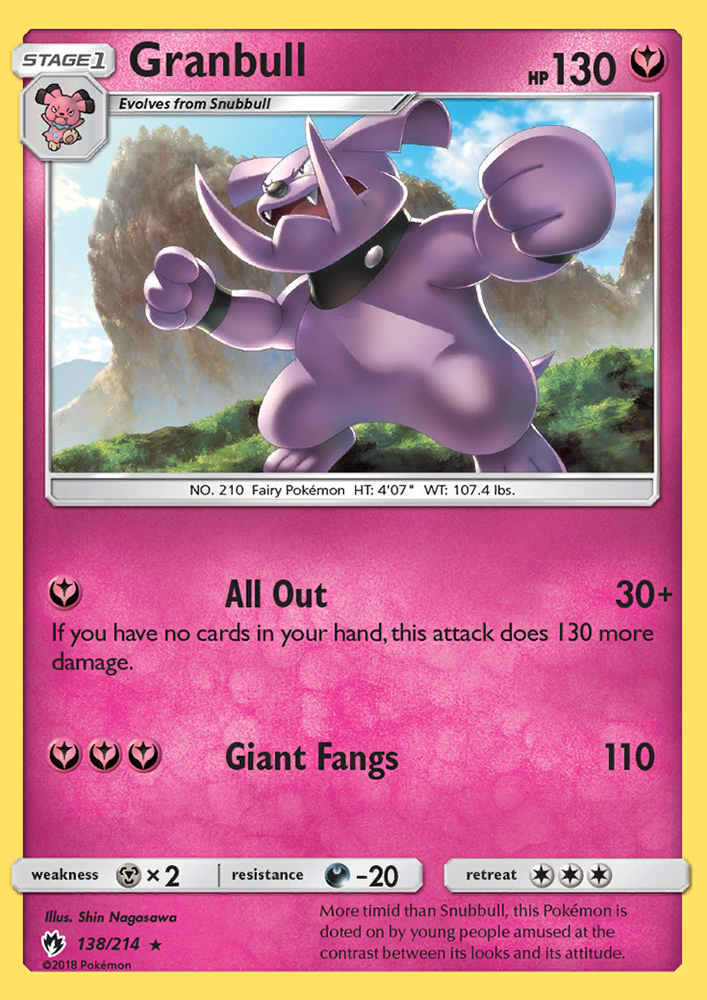 STAGE1
Granbull
HP130
Evolves from Snubbull
NO. 210 Fairy Pokémon HT: 4'07" WT: 107.4 lbs.
All Out 30+
If you have no cards in your hand, this attack does 130 more
damage.
Giant Fangs 110
weakness ×2 resistance -20 retreat
Illus. Shin Nagasawa
138/214 ★
©2018 Pokémon
More timid than Snubbull, this Pokémon is
doted on by young people amused at the
contrast between its looks and its attitude.